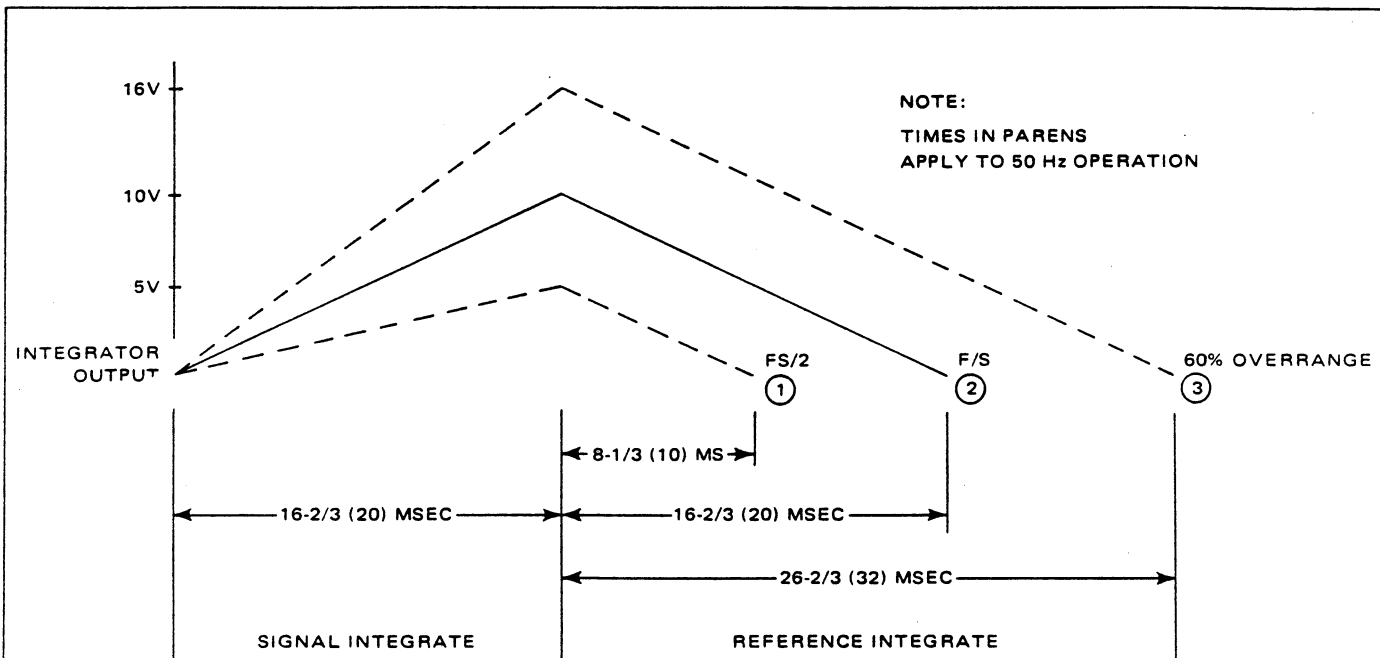 16V
NOTE:
TIMES IN PARENS
APPLY TO 50 Hz OPERATION
10V
5V
INTEGRATOR
OUTPUT
FS/2
1
F/S
2
60% OVERRANGE
3
8-1/3 (10) MS
16-2/3 (20) MSEC
16-2/3 (20) MSEC
26-2/3 (32) MSEC
SIGNAL INTEGRATE
REFERENCE INTEGRATE